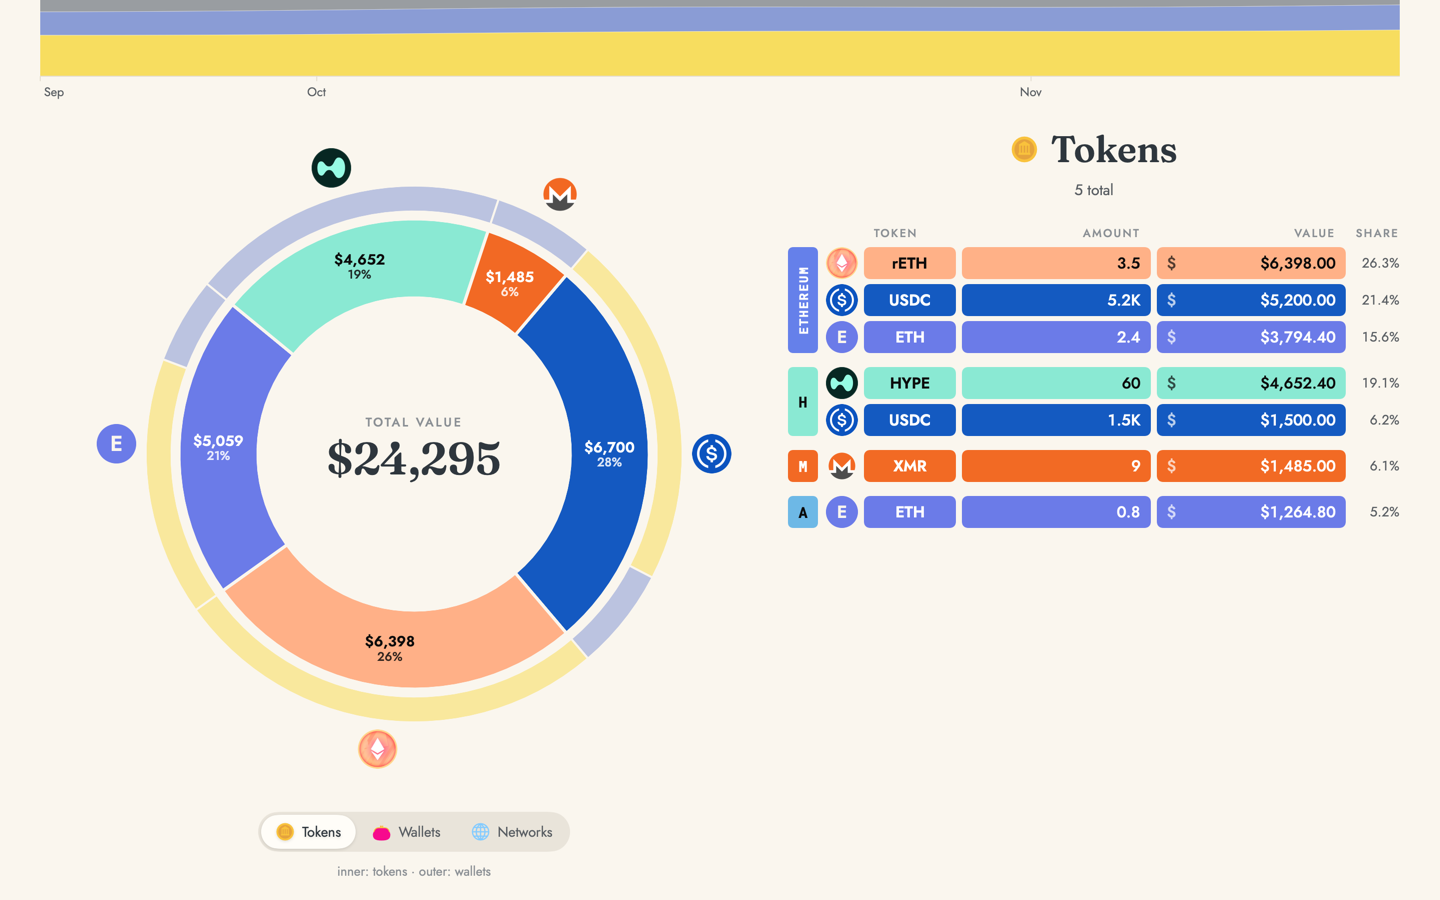 Sep Oct Nov
$4,652
19%
$1,485
6%
$5,059
21%
$6,700
28%
$6,398
26%
E
TOTAL VALUE
$24,295
Tokens Wallets Networks
inner: tokens · outer: wallets
Tokens
5 total
TOKEN AMOUNT VALUE SHARE
ETHEREUM
rETH 3.5 $ $6,398.00 26.3%
USDC 5.2K $ $5,200.00 21.4%
E ETH 2.4 $ $3,794.40 15.6%
H
HYPE 60 $ $4,652.40 19.1%
USDC 1.5K $ $1,500.00 6.2%
M XMR 9 $ $1,485.00 6.1%
A E ETH 0.8 $ $1,264.80 5.2%